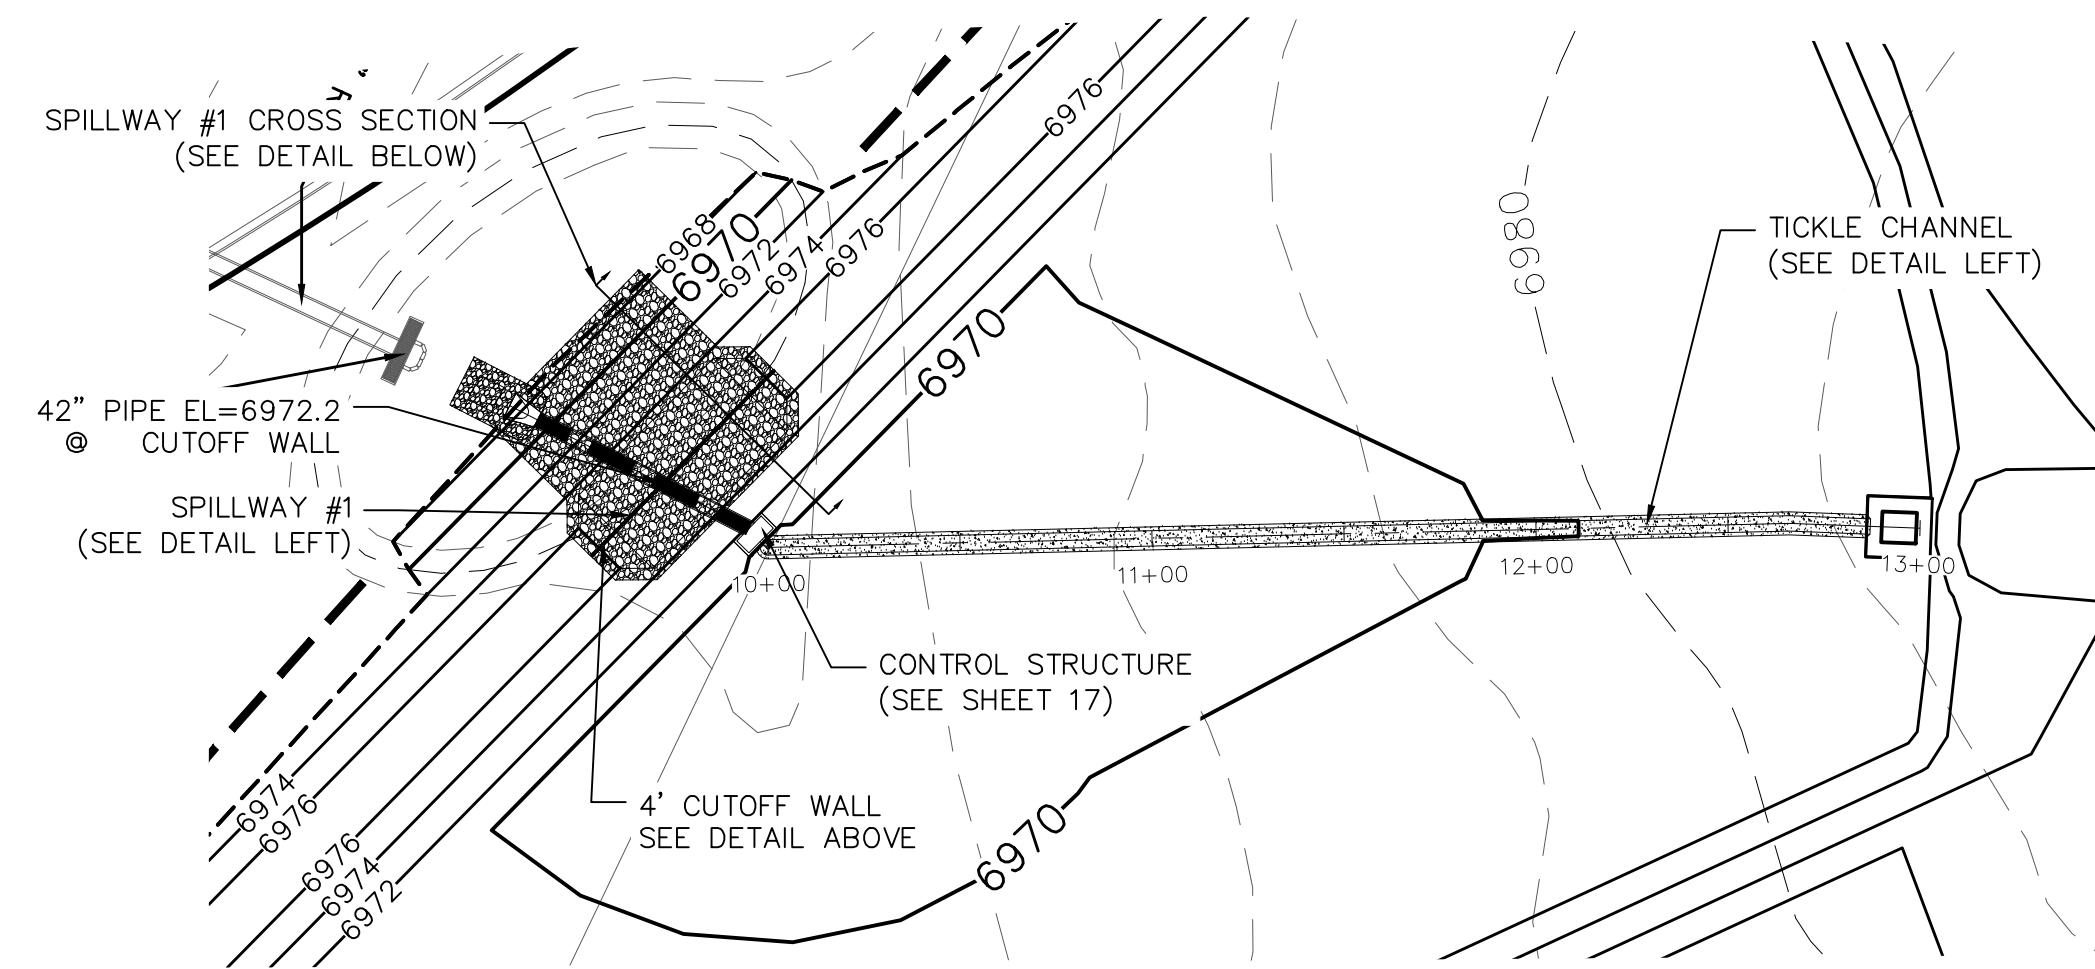 SPILLWAY #1 CROSS SECTION
(SEE DETAIL BELOW)
6976
6968
6970
6972
6974
6976
0869
TICKLE CHANNEL
(SEE DETAIL LEFT)
6970
42" PIPE EL=6972.2
@ CUTOFF WALL
SPILLWAY #1
(SEE DETAIL LEFT)
10+00
11+00
12+00
13+00
CONTROL STRUCTURE
(SEE SHEET 17)
4' CUTOFF WALL
SEE DETAIL ABOVE
6974
6976
6976
6974
6972
6970